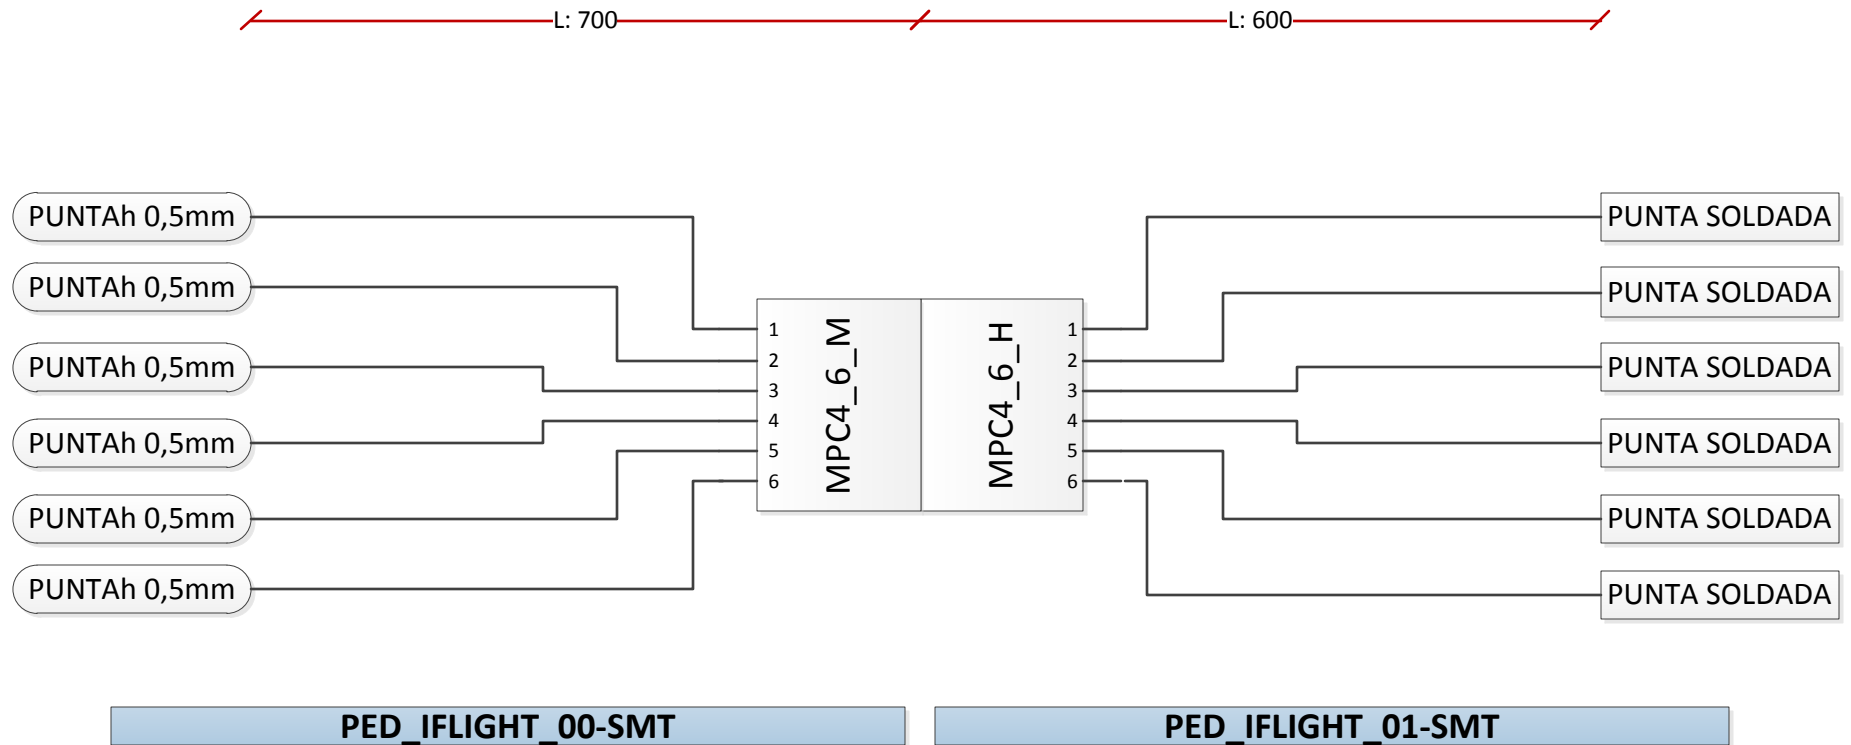 L: 700
L: 600
PUNTAh 0,5mm
PUNTAh 0,5mm
PUNTAh 0,5mm
PUNTAh 0,5mm
PUNTAh 0,5mm
PUNTAh 0,5mm
1
2
3
4
5
6
MPC4_6_M
MPC4_6_H
1
2
3
4
5
6
PUNTA SOLDADA
PUNTA SOLDADA
PUNTA SOLDADA
PUNTA SOLDADA
PUNTA SOLDADA
PUNTA SOLDADA
PED_IFLIGHT_00-SMT
PED_IFLIGHT_01-SMT